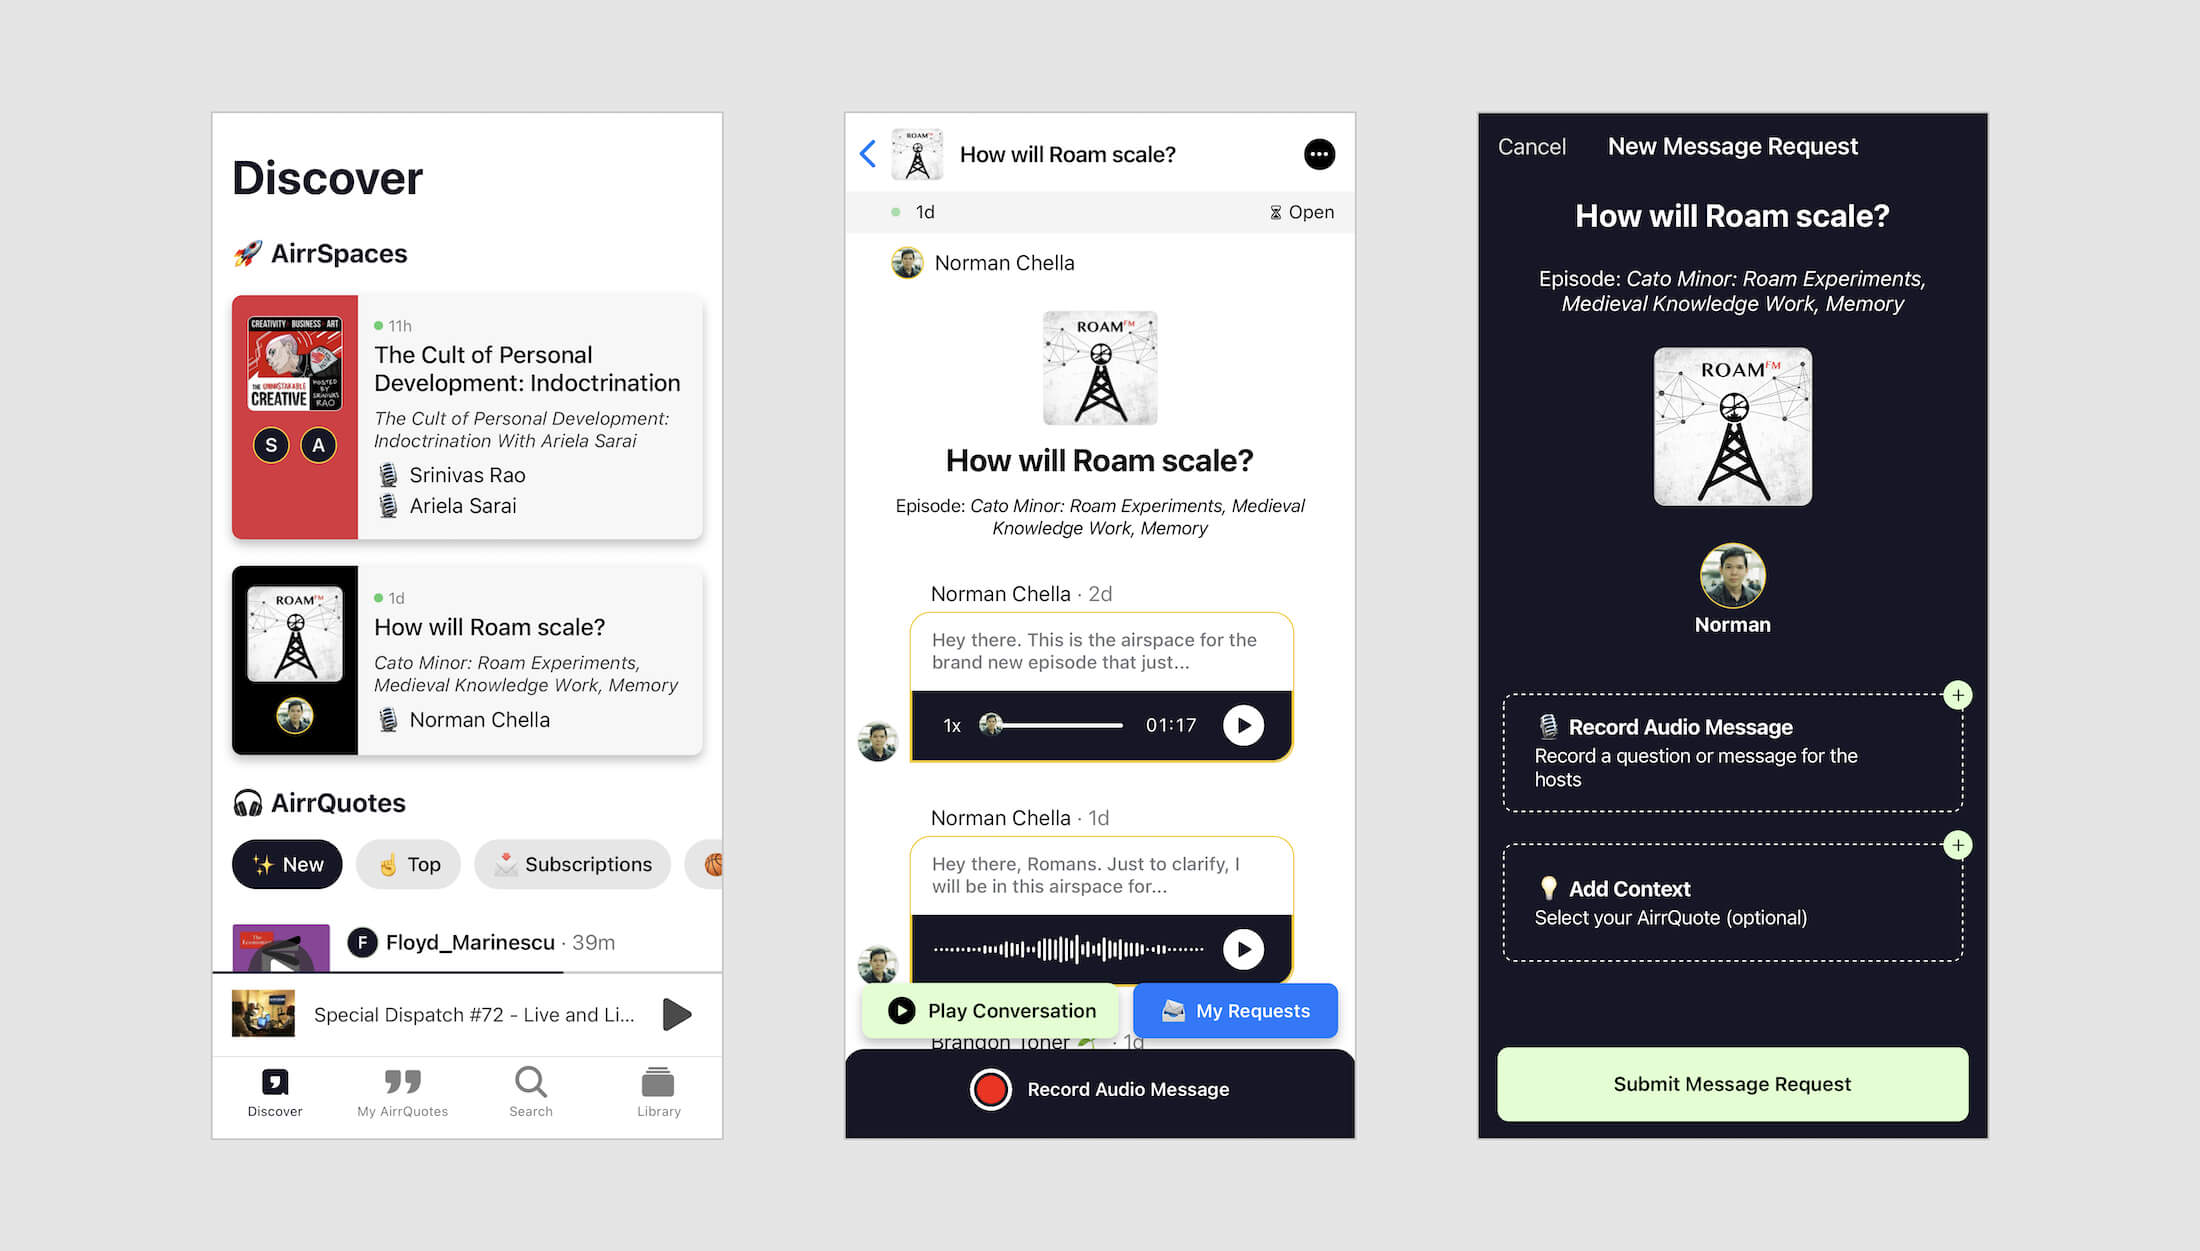 Discover
🚀 AirrSpaces
CREATIVITY · BUSINESS · ART
THE UNMISTAKABLE
CREATIVE
HOSTED
BY
SRINIVAS
RAO
S
A
11h
The Cult of Personal
Development: Indoctrination
The Cult of Personal Development:
Indoctrination With Ariela Sarai
🎙 Srinivas Rao
🎙 Ariela Sarai
ROAM FM
1d
How will Roam scale?
Cato Minor: Roam Experiments,
Medieval Knowledge Work, Memory
🎙 Norman Chella
🎧 AirrQuotes
✨ New
☝ Top
📩 Subscriptions
🏀
The
Economist
F
Floyd_Marinescu · 39m
Special Dispatch #72 - Live and Li...
Discover
My AirrQuotes
Search
Library
ROAM FM
How will Roam scale?
1d
Open
Norman Chella
ROAM FM
How will Roam scale?
Episode: Cato Minor: Roam Experiments, Medieval
Knowledge Work, Memory
Norman Chella · 2d
Hey there. This is the airspace for the
brand new episode that just...
1x
01:17
Norman Chella · 1d
Hey there, Romans. Just to clarify, I
will be in this airspace for...
Play Conversation
My Requests
Brandon Toner 🌱 · 1d
Record Audio Message
Cancel
New Message Request
How will Roam scale?
Episode: Cato Minor: Roam Experiments,
Medieval Knowledge Work, Memory
ROAM FM
Norman
🎙 Record Audio Message
Record a question or message for the
hosts
💡 Add Context
Select your AirrQuote (optional)
Submit Message Request